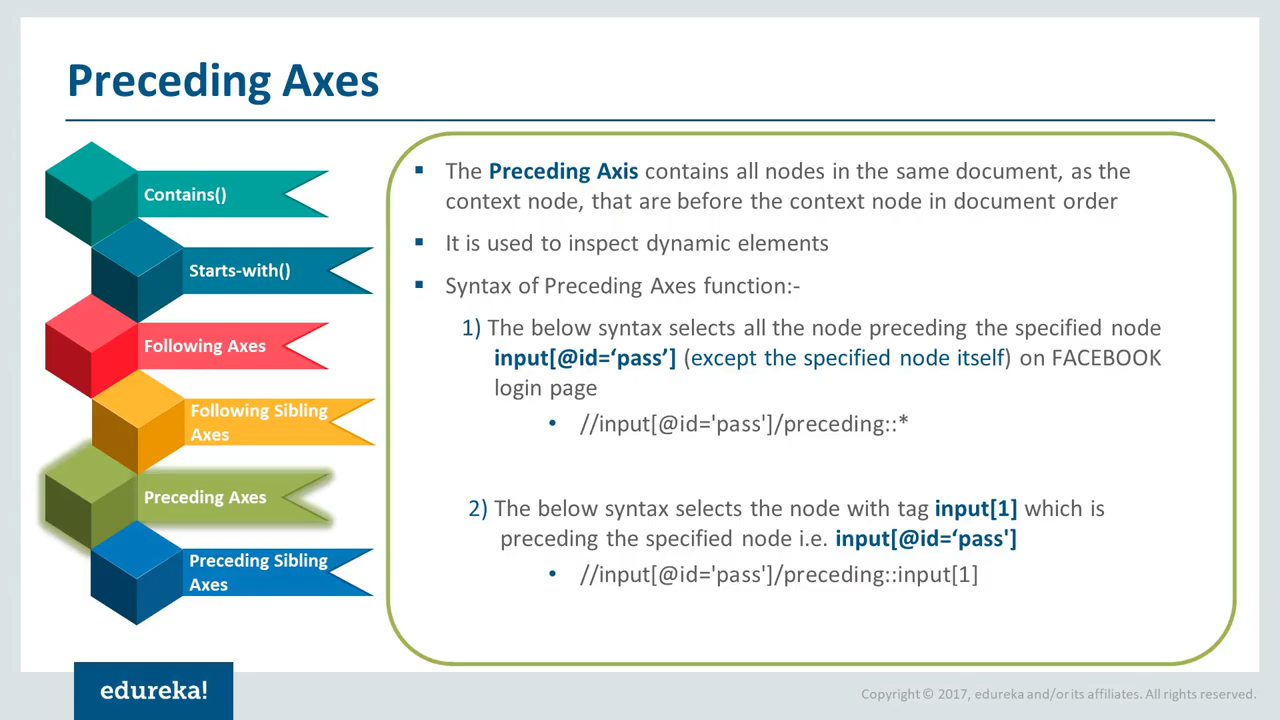 Preceding Axes
Contains()
Starts-with()
Following Axes
Following Sibling
Axes
Preceding Axes
Preceding Sibling
Axes
▪ The Preceding Axis contains all nodes in the same document, as the
context node, that are before the context node in document order
▪ It is used to inspect dynamic elements
▪ Syntax of Preceding Axes function:-
1) The below syntax selects all the node preceding the specified node
input[@id=‘pass’] (except the specified node itself) on FACEBOOK
login page
• //input[@id='pass']/preceding::*
2) The below syntax selects the node with tag input[1] which is
preceding the specified node i.e. input[@id=‘pass']
• //input[@id='pass']/preceding::input[1]
edureka!
Copyright © 2017, edureka and/or its affiliates. All rights reserved.